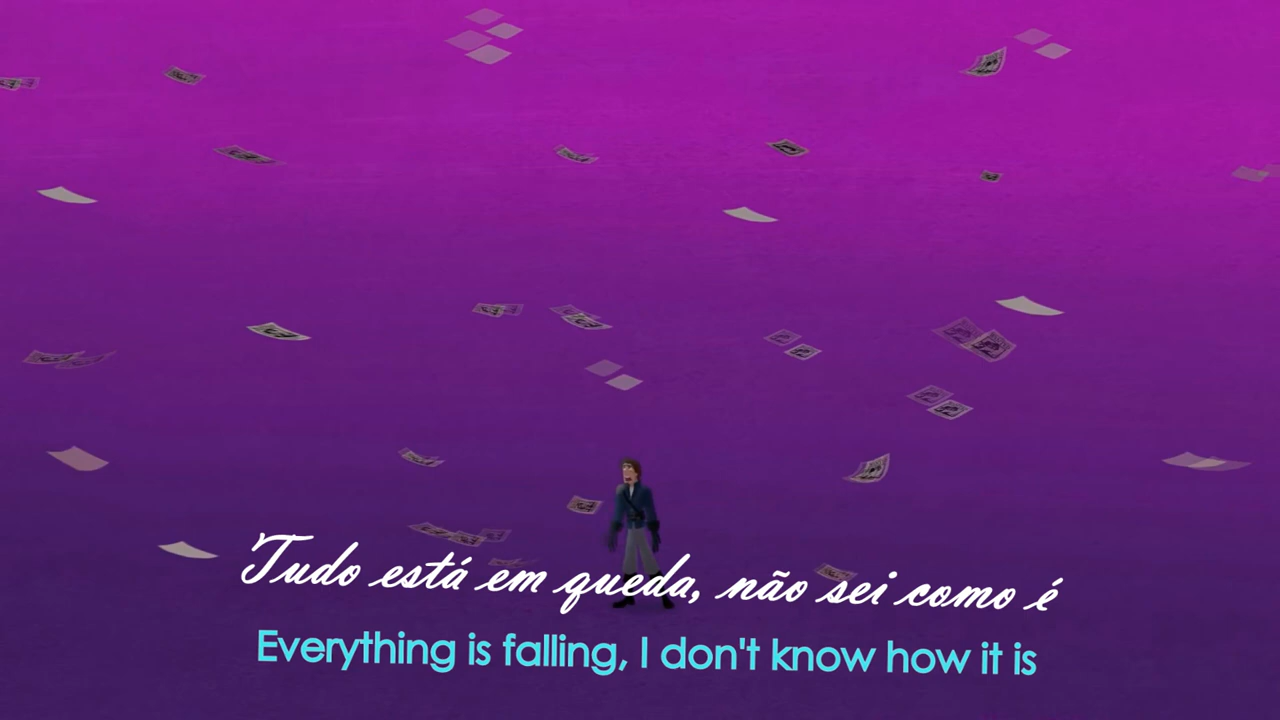 Tudo está em queda, não sei como é
Everything is falling, I don't know how it is